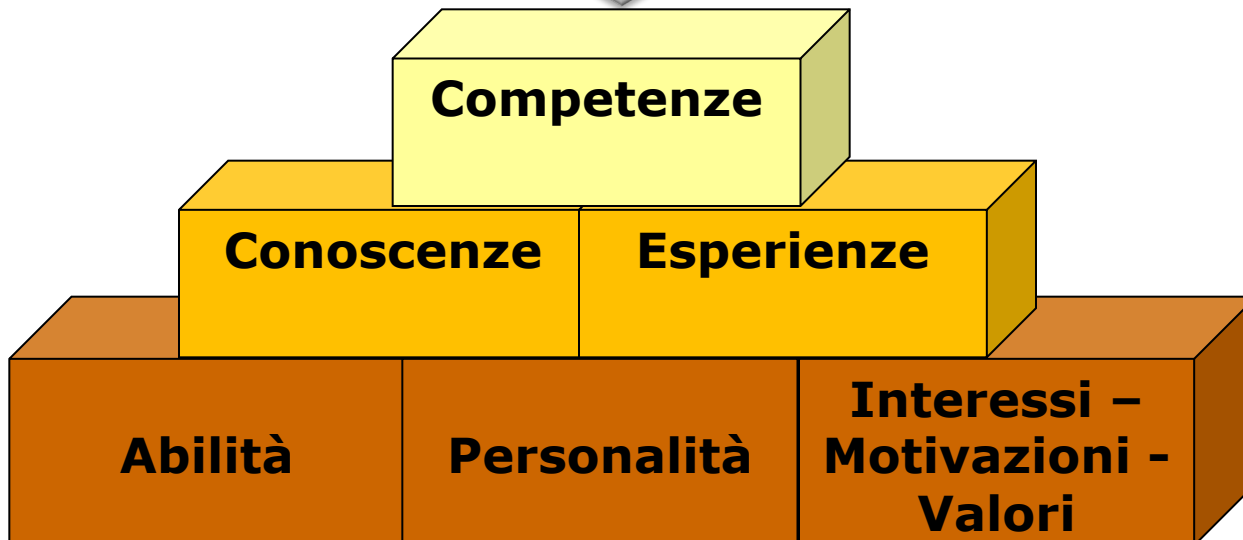 Competenze
Conoscenze
Esperienze
Abilità
Personalità
Interessi –
Motivazioni -
Valori